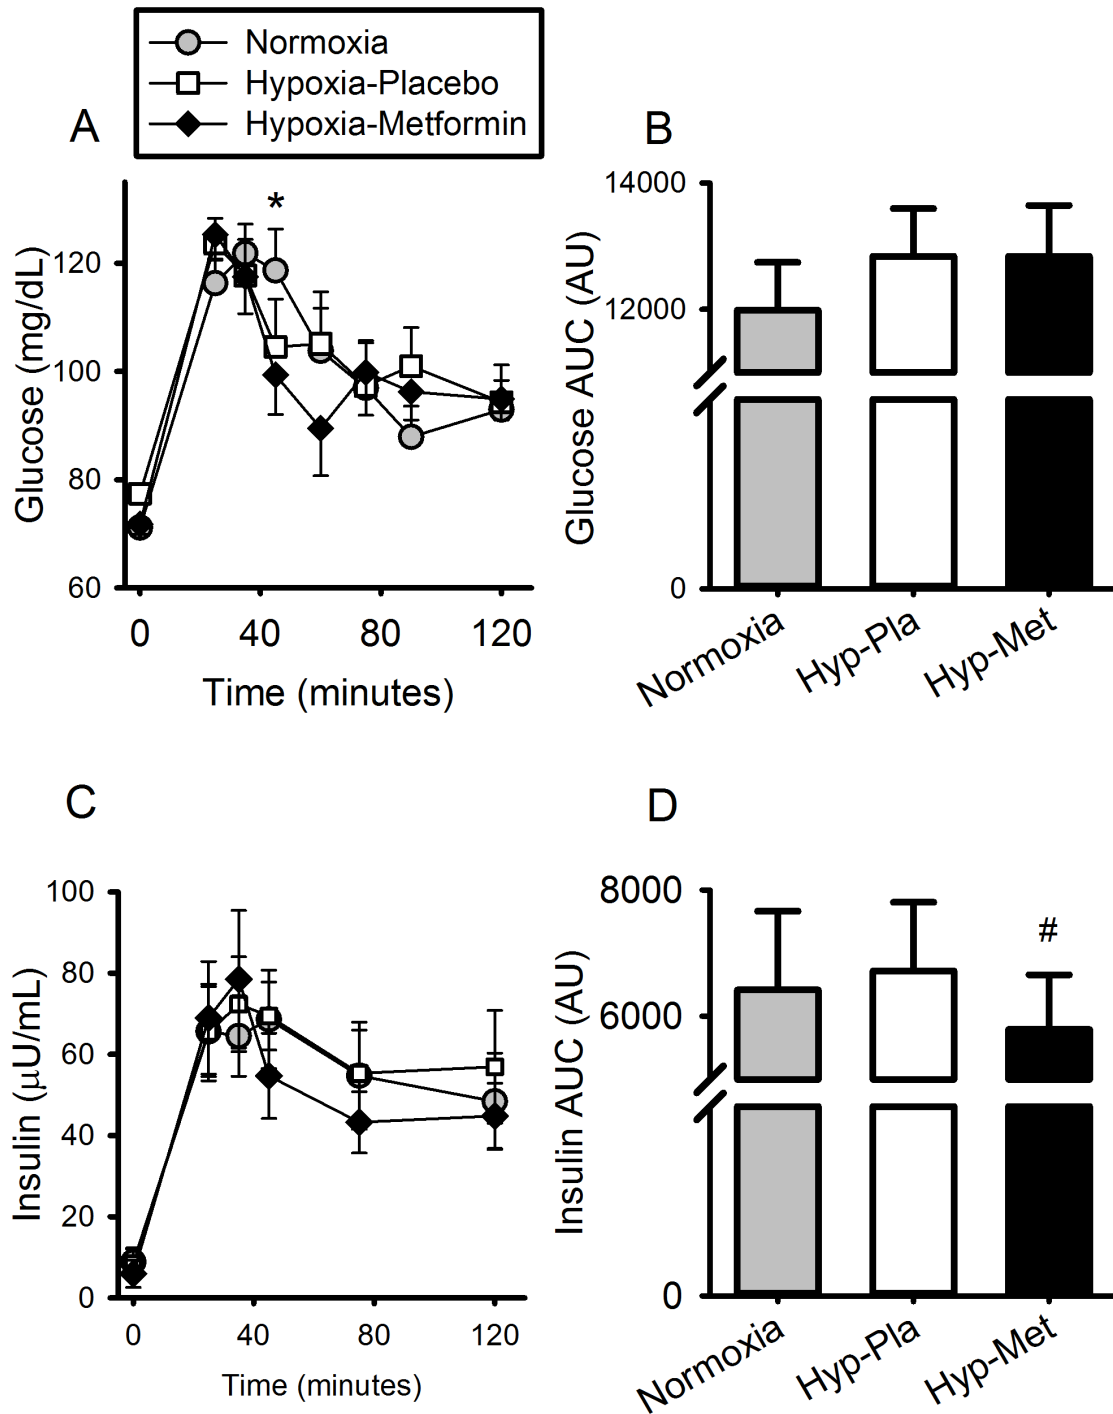 Normoxia
Hypoxia-Placebo
Hypoxia-Metformin
A
*
120
100
80
60
Glucose (mg/dL)
0 40 80 120
Time (minutes)
B
14000
12000
0
Glucose AUC (AU)
Normoxia
Hyp-Pla
Hyp-Met
C
100
80
60
40
20
0
Insulin (µU/mL)
0 40 80 120
Time (minutes)
D
8000
6000
0
#
Insulin AUC (AU)
Normoxia
Hyp-Pla
Hyp-Met